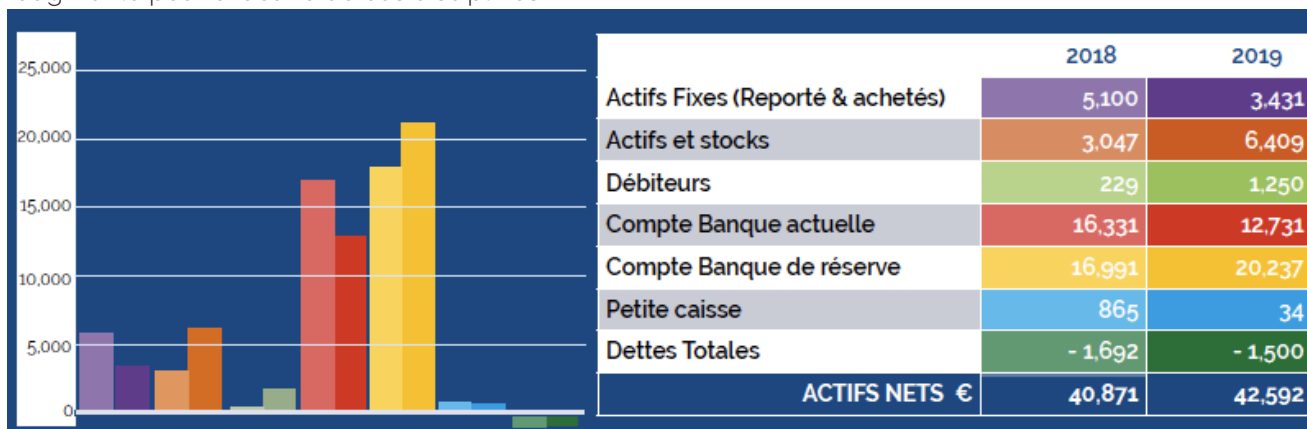 25,000
20,000
15,000
10,000
5,000
0
2018 2019
Actifs Fixes (Reporté & achetés) 5,100 3,431
Actifs et stocks 3,047 6,409
Débiteurs 229 1,250
Compte Banque actuelle 16,331 12,731
Compte Banque de réserve 16,991 20,237
Petite caisse 865 34
Dettes Totales - 1,692 - 1,500
ACTIFS NETS € 40,871 42,592